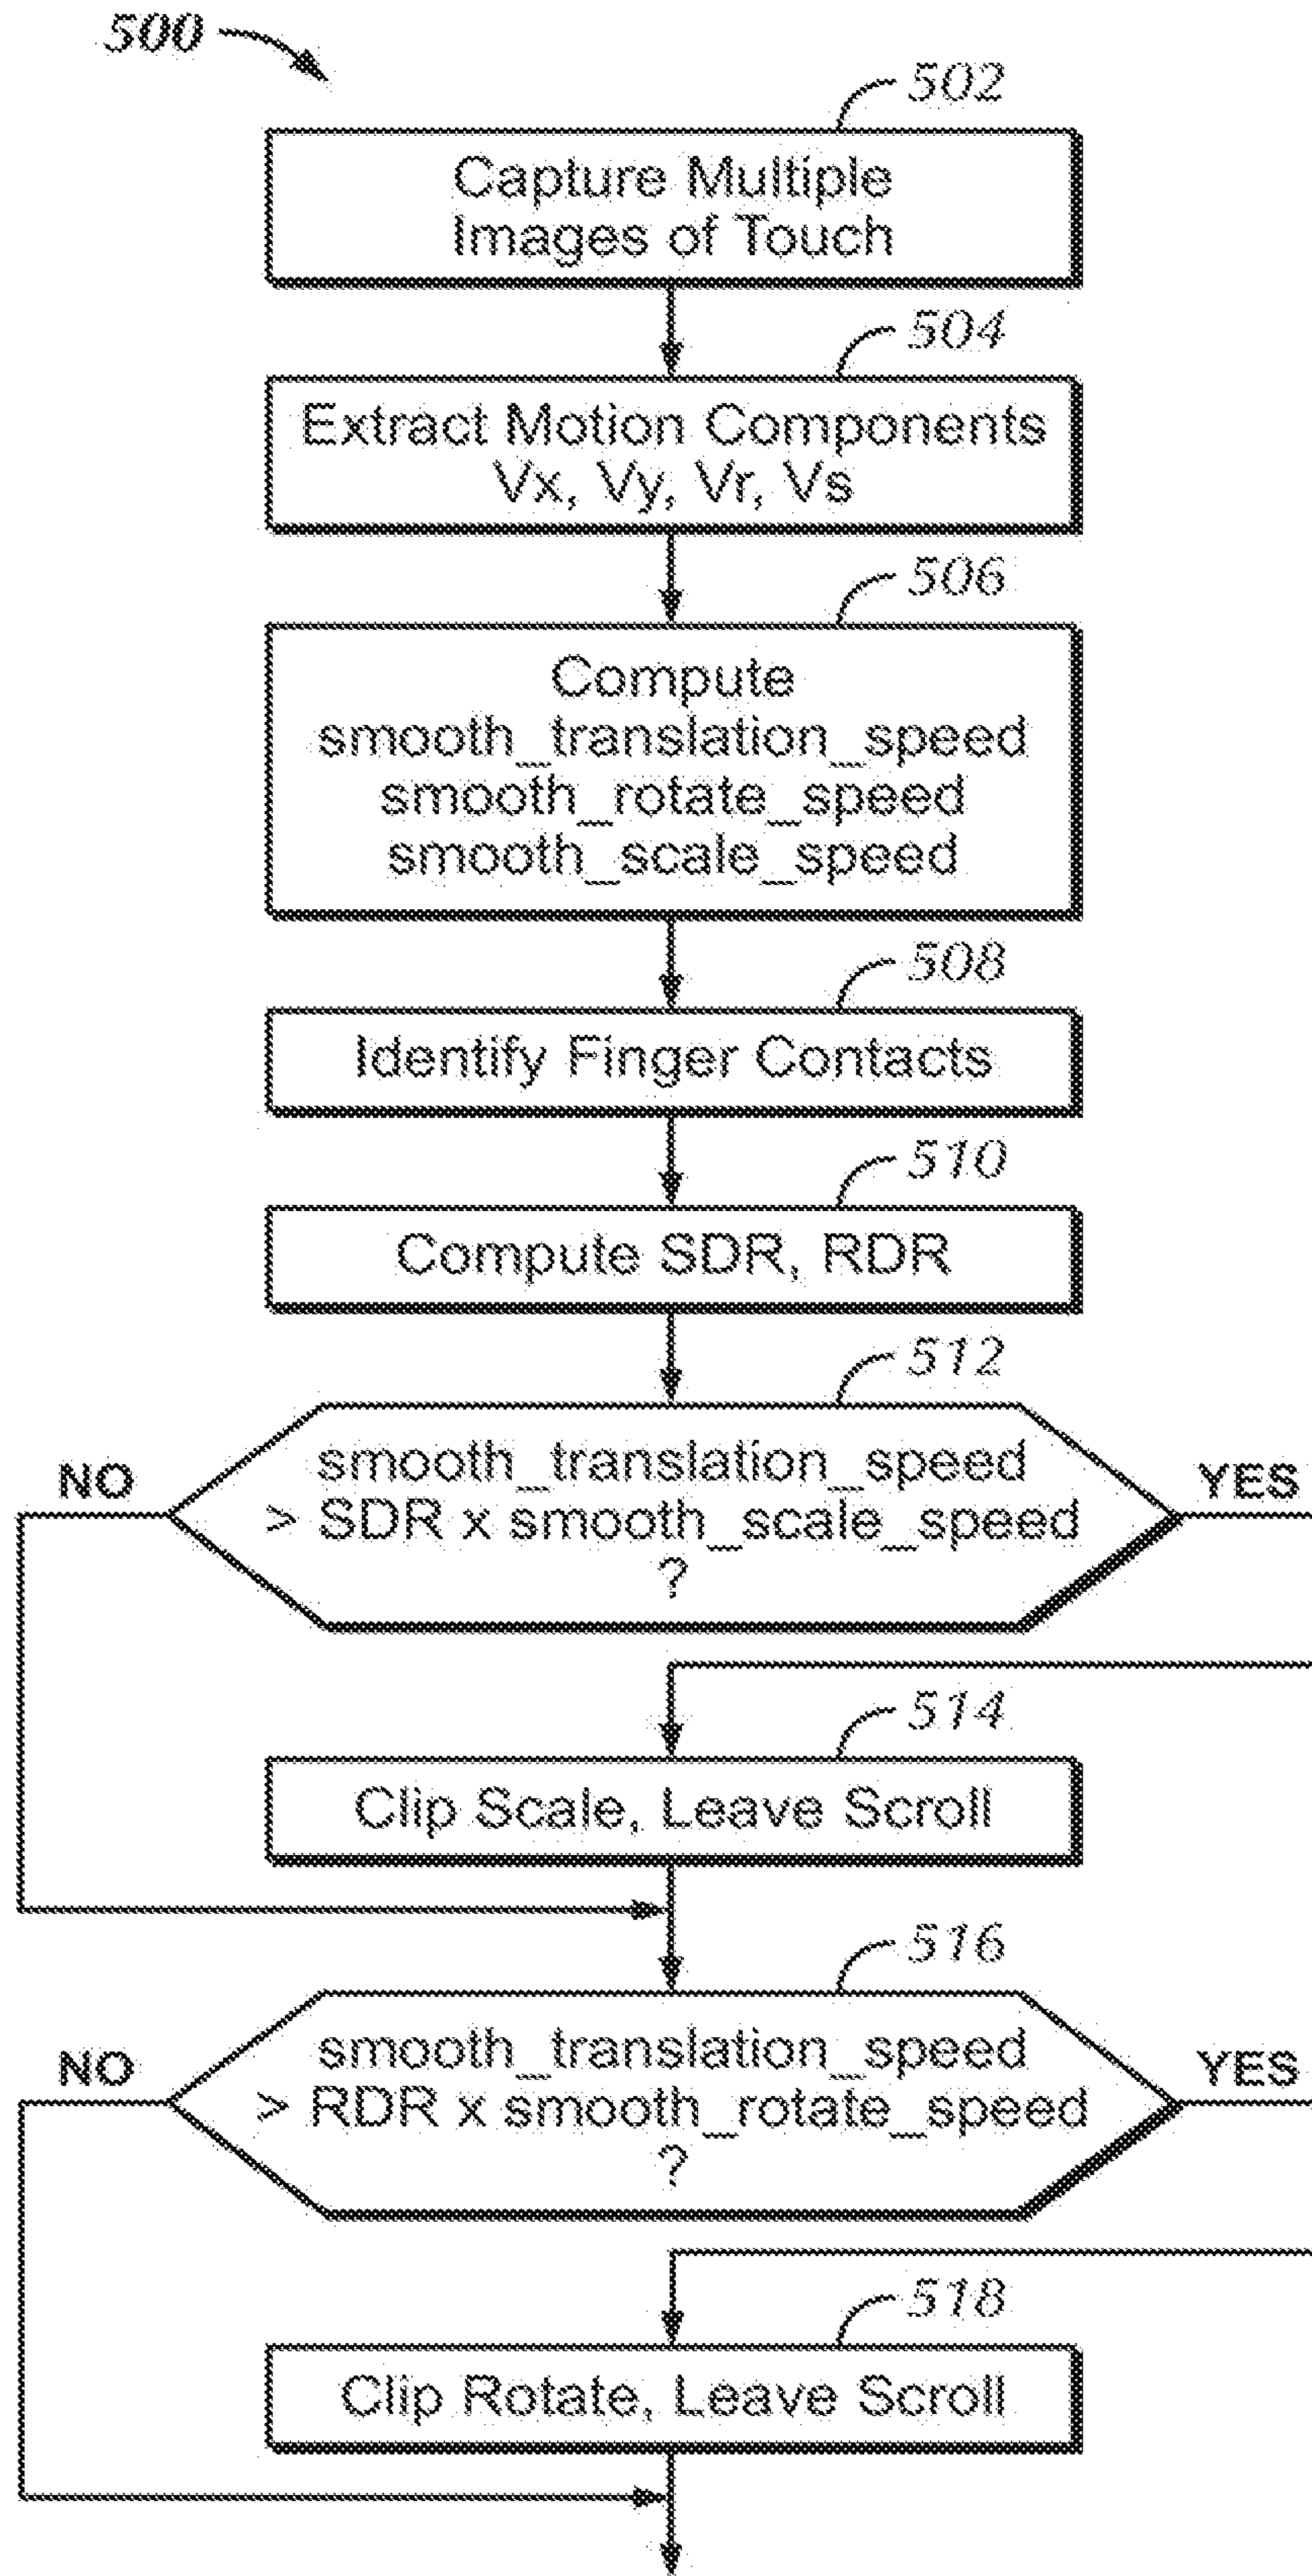 500
502
Capture Multiple
Images of Touch
504
Extract Motion Components
Vx, Vy, Vr, Vs
506
Compute
smooth_translation_speed
smooth_rotate_speed
smooth_scale_speed
508
Identify Finger Contacts
510
Compute SDR, RDR
512
NO
smooth_translation_speed
> SDR x smooth_scale_speed
?
YES
514
Clip Scale, Leave Scroll
516
NO
smooth_translation_speed
> RDR x smooth_rotate_speed
?
YES
518
Clip Rotate, Leave Scroll